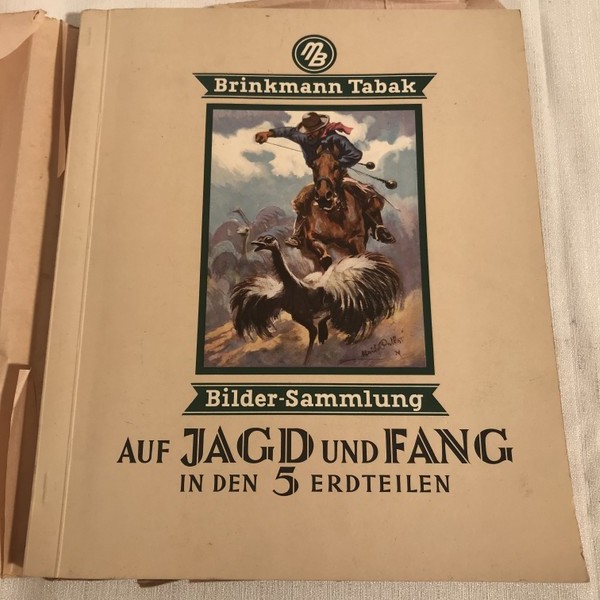 MB
Brinkmann Tabak
Bilder-Sammlung
AUF JAGD UND FANG
IN DEN 5 ERDTEILEN